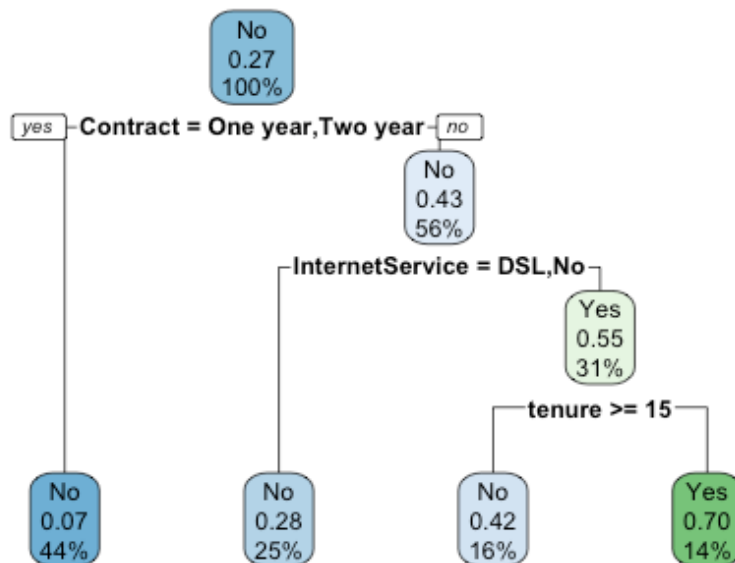 No
0.27
100%
yes Contract = One year,Two year no
No
0.43
56%
InternetService = DSL,No
Yes
0.55
31%
tenure >= 15
No
0.07
44%
No
0.28
25%
No
0.42
16%
Yes
0.70
14%